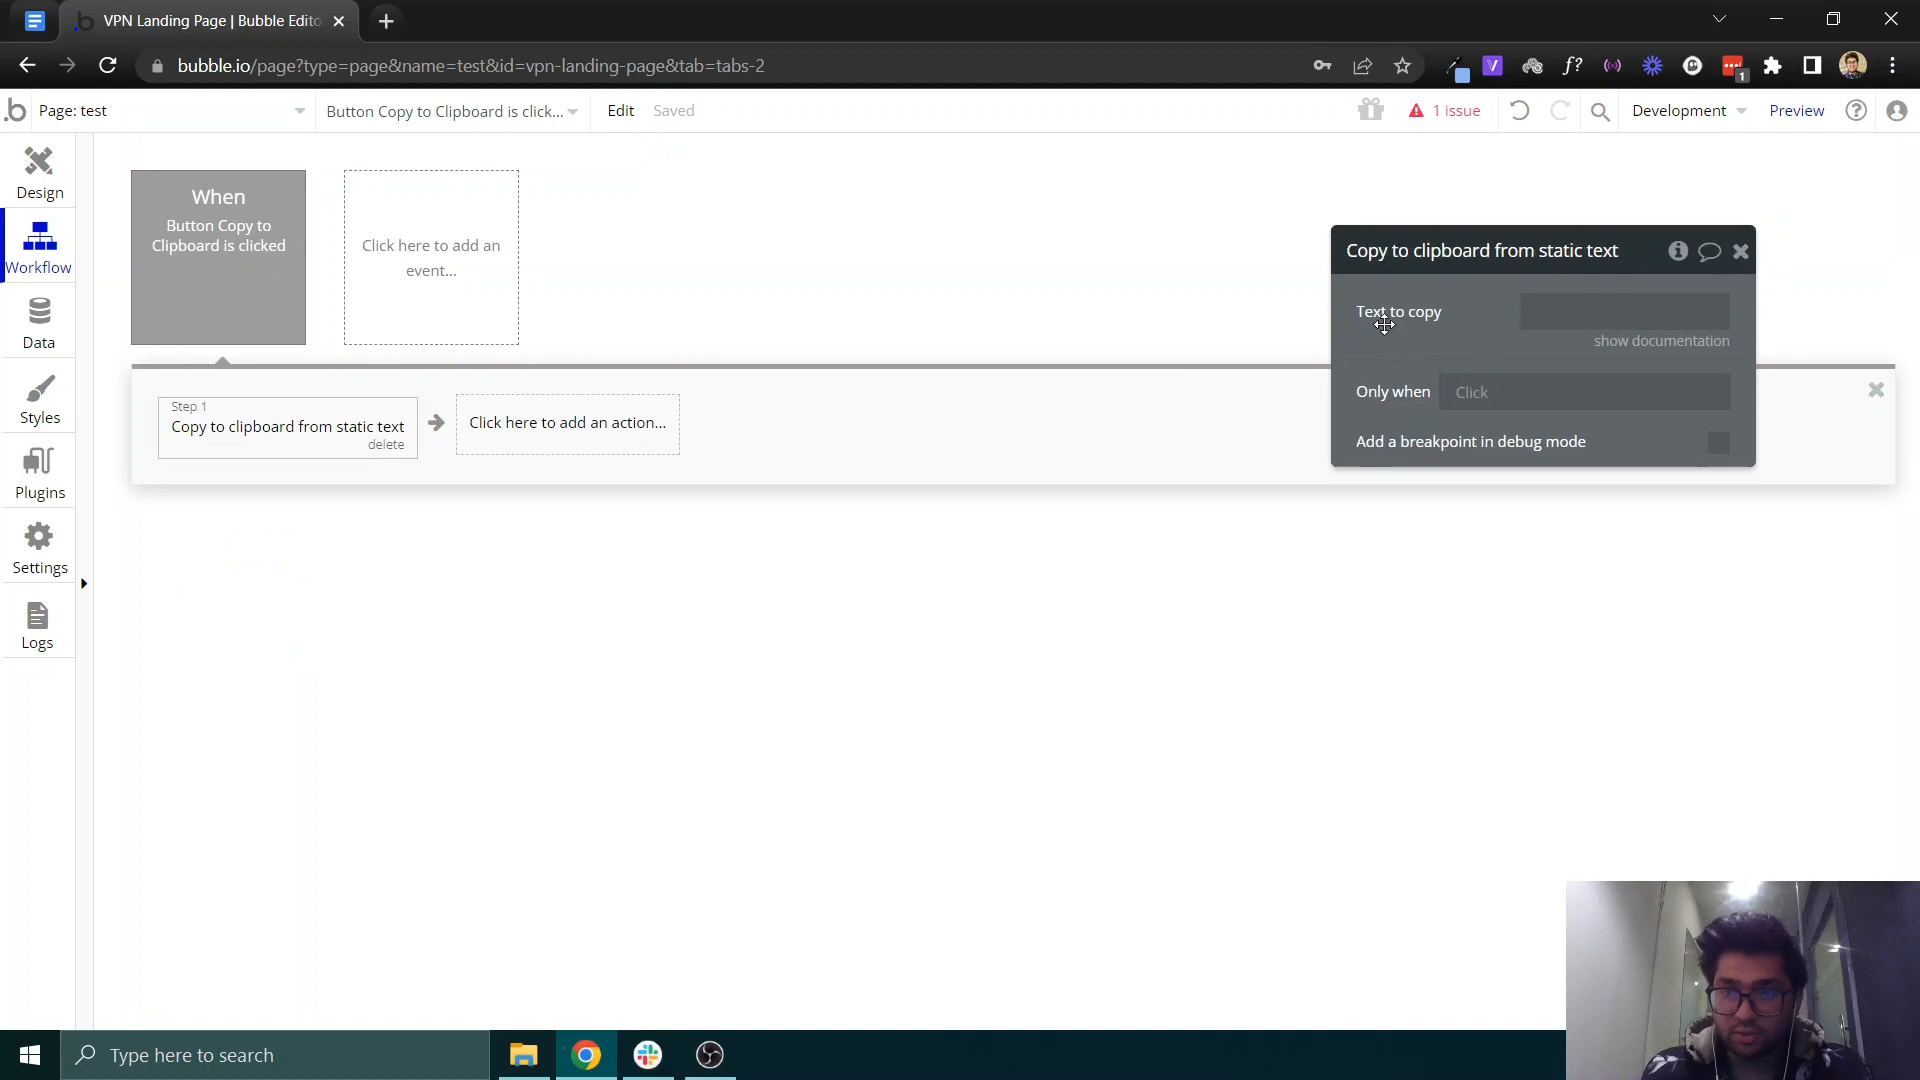 VPN Landing Page | Bubble Edito
bubble.io/page?type=page&name=test&id=vpn-landing-page&tab=tabs-2
1
Page: test
Button Copy to Clipboard is click...
Edit
Saved
1 issue
Development
Preview
Design
Workflow
Data
Styles
Plugins
Settings
Logs
When
Button Copy to
Clipboard is clicked
Click here to add an
event...
Step 1
Copy to clipboard from static text
delete
Click here to add an action...
Copy to clipboard from static text
Text to copy
show documentation
Only when
Click
Add a breakpoint in debug mode
Type here to search